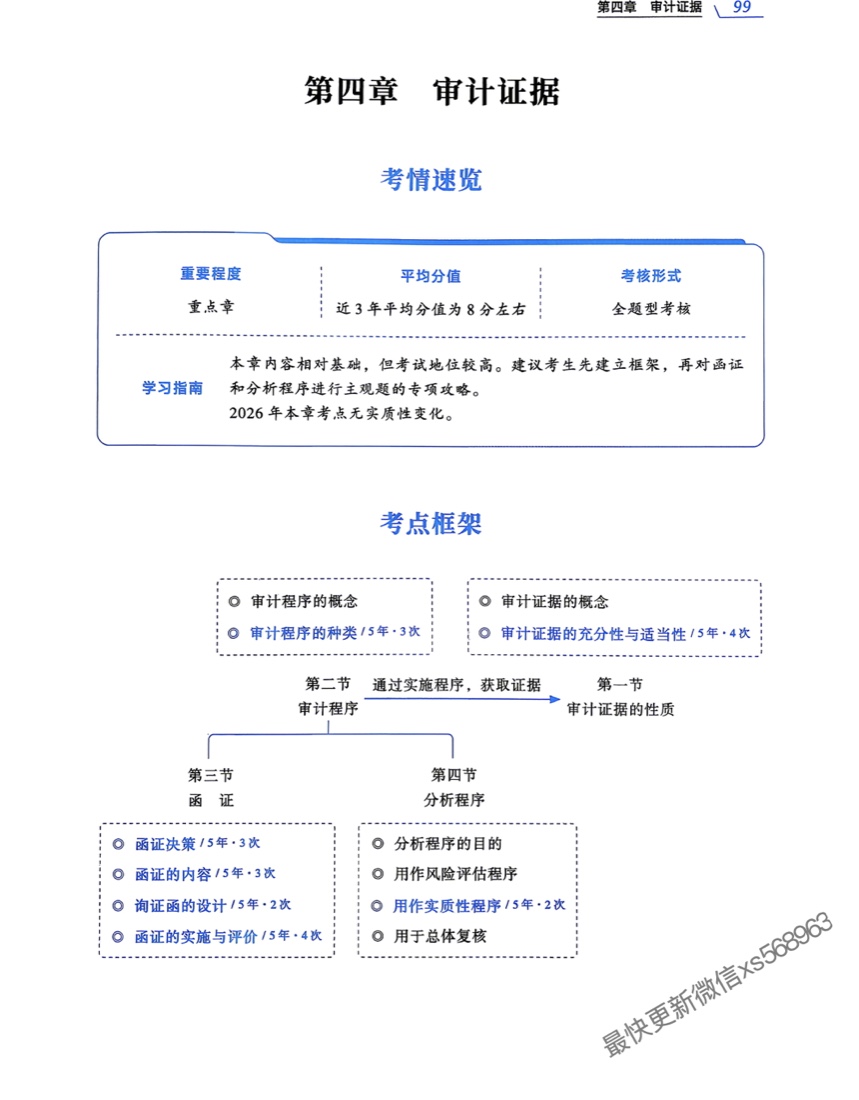 第四章 审计证据 99
第四章 审计证据
考情速览
重要程度 平均分值 考核形式
重点章 近3年平均分值为8分左右 全题型考核
学习指南
本章内容相对基础，但考试地位较高。建议考生先建立框架，再对函证
和分析程序进行主观题的专项攻略。
2026年本章考点无实质性变化。
考点框架
◎ 审计程序的概念
◎ 审计程序的种类/5年·3次
◎ 审计证据的概念
◎ 审计证据的充分性与适当性/5年·4次
第二节
审计程序
通过实施程序，获取证据
第一节
审计证据的性质
第三节
函 证
第四节
分析程序
◎ 函证决策/5年·3次
◎ 函证的内容/5年·3次
◎ 询证函的设计/5年·2次
◎ 函证的实施与评价/5年·4次
◎ 分析程序的目的
◎ 用作风险评估程序
◎ 用作实质性程序/5年·2次
◎ 用于总体复核
最快更新微信xs568963